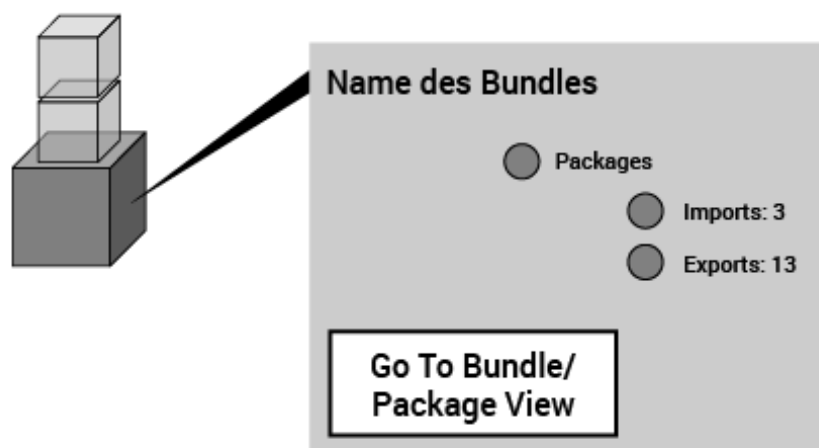 Name des Bundles
Packages
Imports: 3
Exports: 13
Go To Bundle/
Package View